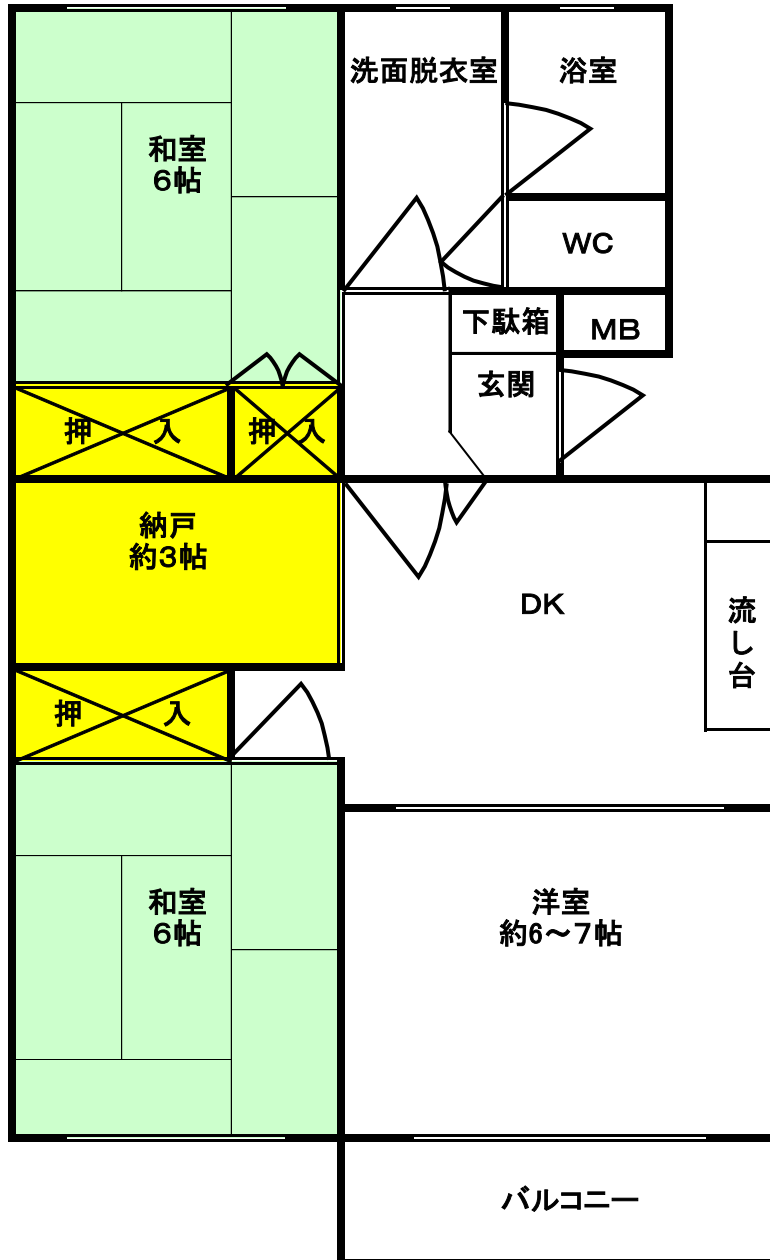 洗面脱衣室
浴室
和室
6帖
WC
下駄箱
MB
玄関
押入
押入
納戸
約3帖
DK
流し台
押入
和室
6帖
洋室
約6～7帖
バルコニー